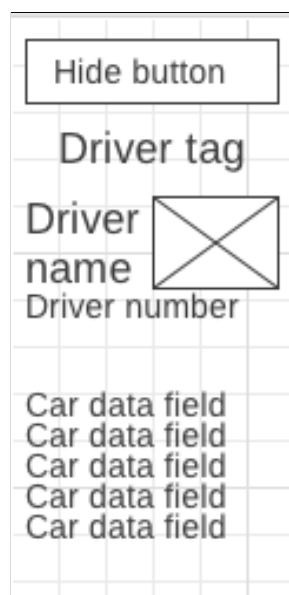 Hide button
Driver tag
Driver
name
Driver number
Car data field
Car data field
Car data field
Car data field
Car data field